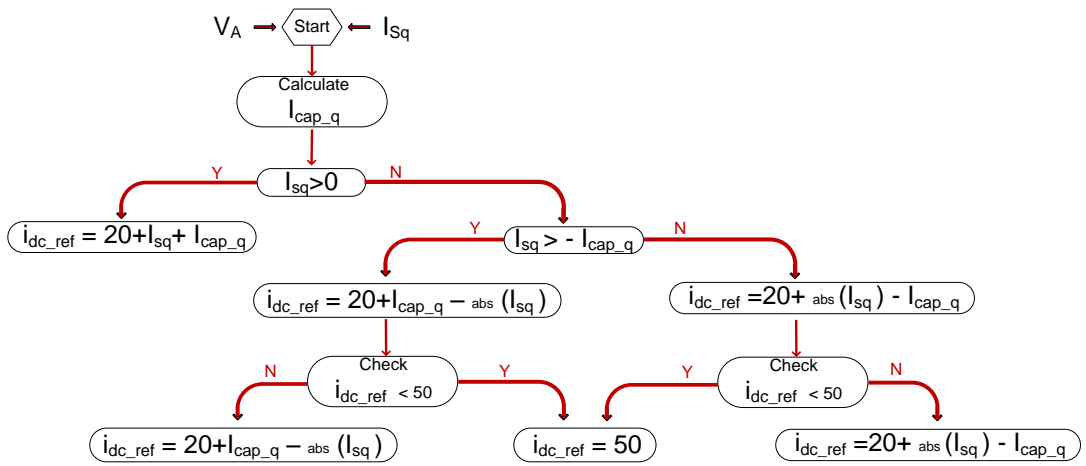 V_A Start I_Sq
Calculate
I_cap_q
Y
N
I_sq>0
i_dc_ref = 20+I_sq+ I_cap_q
Y
I_sq > - I_cap_q
N
i_dc_ref = 20+I_cap_q – abs (I_sq)
i_dc_ref =20+ abs (I_sq) - I_cap_q
N
Check
i_dc_ref < 50
Y
Y
Check
i_dc_ref < 50
N
i_dc_ref = 20+I_cap_q – abs (I_sq)
i_dc_ref = 50
i_dc_ref =20+ abs (I_sq) - I_cap_q